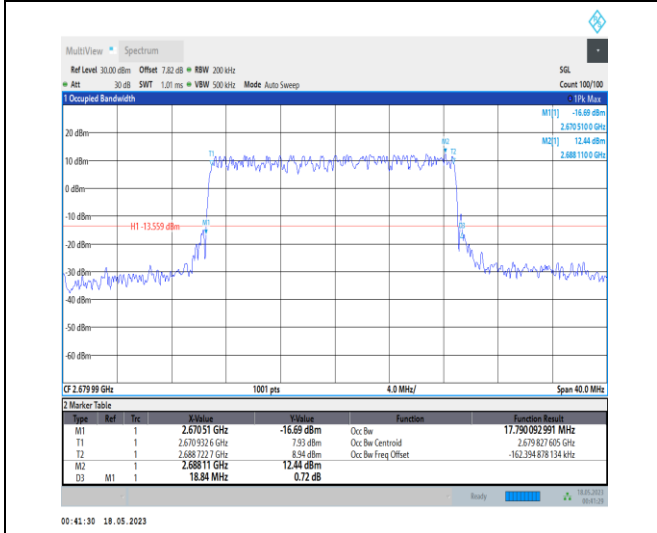 MultiView Spectrum
Ref Level 30.00 dBm Offset 7.82 dB RBW 200 kHz SGL
Att 30 dB SWT 1.01 ms VBW 500 kHz Mode Auto Sweep Count 100/100
1 Occupied Bandwidth 1Pk Max
M1[1] -16.69 dBm
2.670 510 0 GHz
M2[1] 12.44 dBm
2.688 110 0 GHz
20 dBm
M2
T1 T2
10 dBm
0 dBm
-10 dBm
M1
H1 -13.559 dBm
-20 dBm
-30 dBm
-40 dBm
-50 dBm
-60 dBm
CF 2.679 99 GHz 1001 pts 4.0 MHz/ Span 40.0 MHz
2 Marker Table
Type Ref Trc X-Value Y-Value Function Function Result
M1 1 2.67051 GHz -16.69 dBm Occ Bw 17.790 092 991 MHz
T1 1 2.670 932 6 GHz 7.93 dBm Occ Bw Centroid 2.679 827 605 GHz
T2 1 2.688 722 7 GHz 8.94 dBm Occ Bw Freq Offset -162.394 878 134 kHz
M2 1 2.68811 GHz 12.44 dBm
D3 M1 1 18.84 MHz 0.72 dB
Ready 18.05.2023
00:41:29
00:41:30 18.05.2023